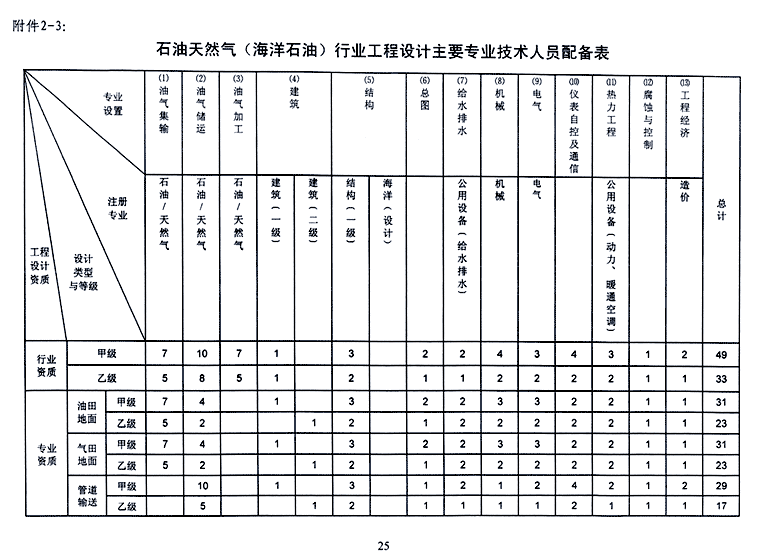 附件2-3:
石油天然气（海洋石油）行业工程设计主要专业技术人员配备表
专业设置 (1)油气集输 (2)油气储运 (3)油气加工 (4)建筑 (5)结构 (6)总图 (7)给水排水 (8)机械 (9)电气 (10)仪表自控及通信 (11)热力工程 (12)腐蚀与控制 (13)工程经济 总计
注册专业 石油/天然气 石油/天然气 石油/天然气 建筑(一级) 建筑(二级) 结构(一级) 海洋(设计) 公用设备(给水排水) 机械 电气 公用设备(动力、暖通空调) 造价
工程设计资质 设计类型与等级
行业资质 甲级 7 10 7 1 3 2 2 4 3 4 3 1 2 49
乙级 5 8 5 1 2 1 1 2 2 2 2 1 1 33
专业资质 油田地面 甲级 7 4 1 3 2 2 3 3 2 2 1 1 31
乙级 5 2 1 2 1 2 2 2 2 2 1 1 23
气田地面 甲级 7 4 1 3 2 2 3 3 2 2 1 1 31
乙级 5 2 1 2 1 2 2 2 2 2 1 1 23
管道输送 甲级 10 1 3 1 2 1 2 4 2 1 2 29
乙级 5 1 2 1 1 1 1 2 1 1 1 17
25